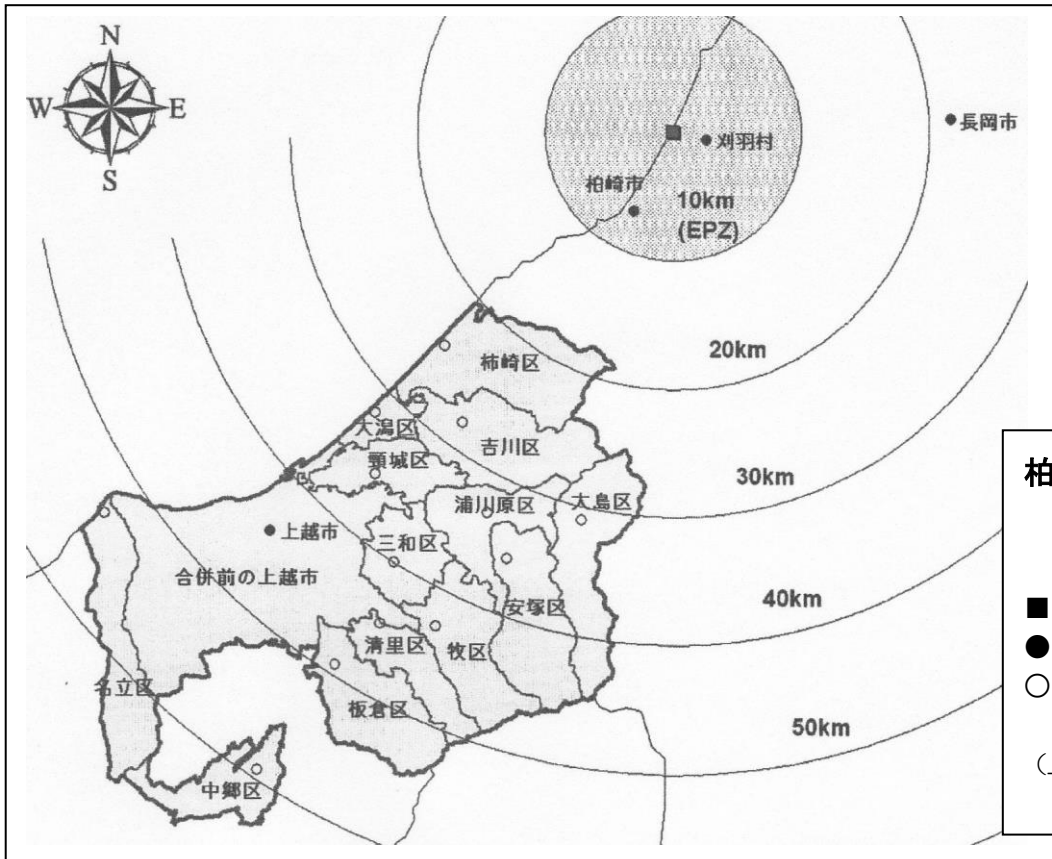 N
W
E
S
長岡市
刈羽村
柏崎市
10km
(EPZ)
20km
柿崎区
大潟区
吉川区
頸城区
30km
浦川原区
大島区
上越市
三和区
合併前の上越市
40km
安塚区
清里区
牧区
名立区
板倉区
50km
中郷区
柏
■
●
○